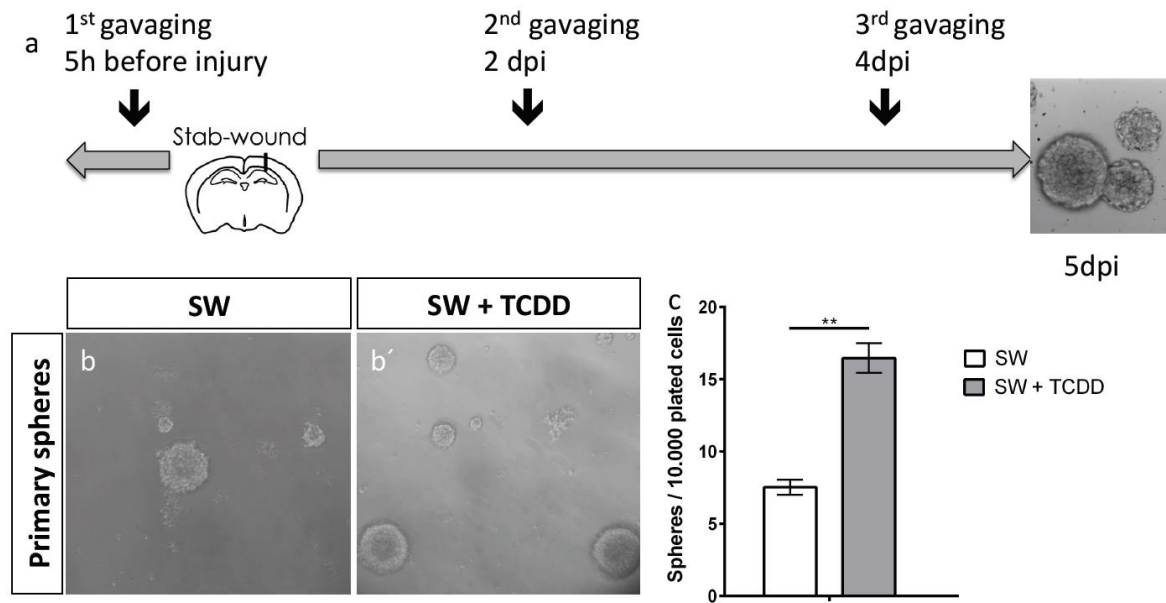 a
1st gavaging
5h before injury
2nd gavaging
2 dpi
3rd gavaging
4dpi
Stab-wound
5dpi
SW
SW + TCDD
Primary spheres
b
b´
c
Spheres / 10.000 plated cells
20
15
10
5
0
**
SW
SW + TCDD